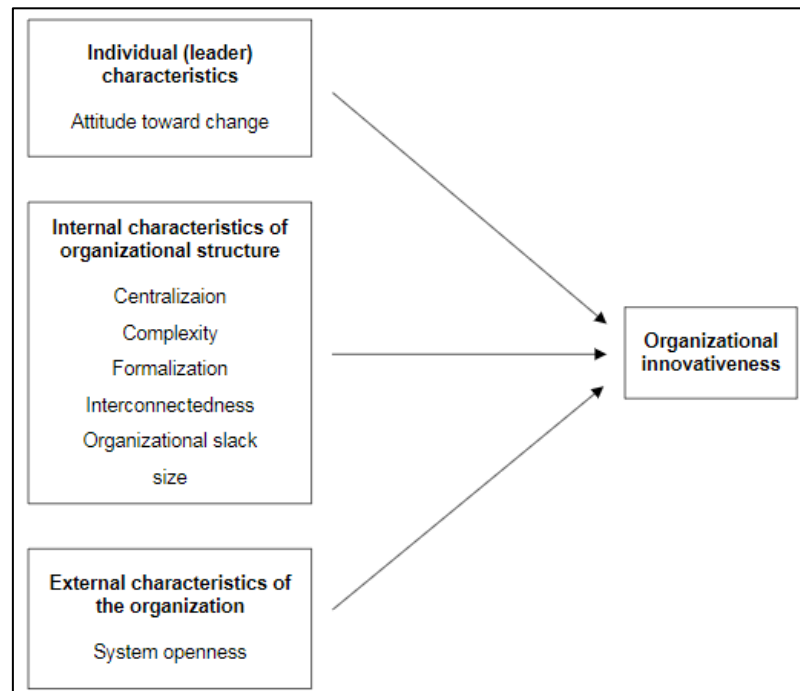 Individual (leader)
characteristics
Attitude toward change
Internal characteristics of
organizational structure
Centralizaion
Complexity
Formalization
Interconnectedness
Organizational slack
size
External characteristics of
the organization
System openness
Organizational
innovativeness